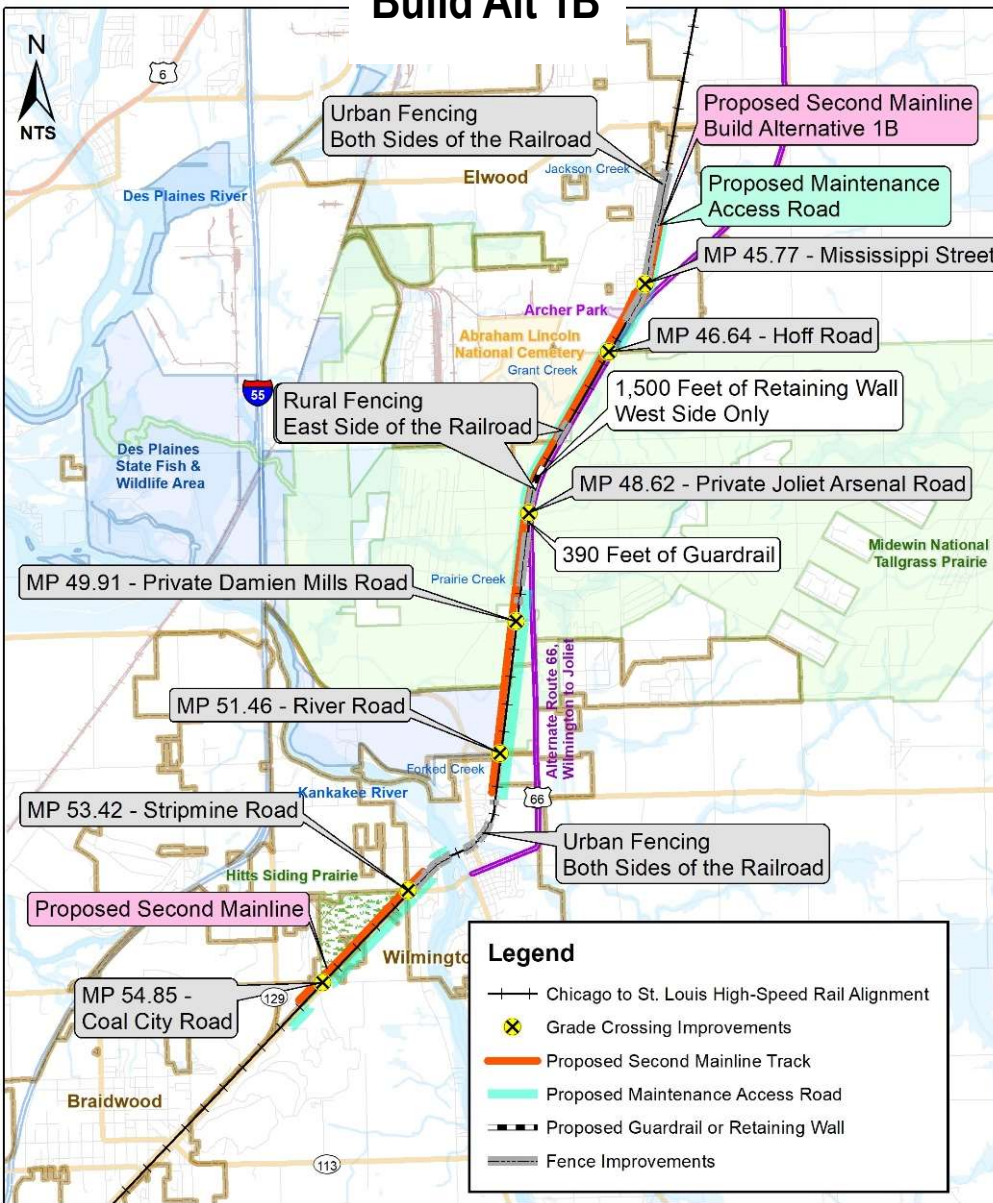 Build Alt 1B
N
NTS
6
Urban Fencing
Both Sides of the Railroad
Proposed Second Mainline
Build Alternative 1B
Jackson Creek
Elwood
Des Plaines River
Proposed Maintenance
Access Road
MP 45.77 - Mississippi Street
Archer Park
Abraham Lincoln
National Cemetery
Grant Creek
MP 46.64 - Hoff Road
55
Rural Fencing
East Side of the Railroad
1,500 Feet of Retaining Wall
West Side Only
Des Plaines
State Fish &
Wildlife Area
MP 48.62 - Private Joliet Arsenal Road
390 Feet of Guardrail
Midewin National
Tallgrass Prairie
MP 49.91 - Private Damien Mills Road
Prairie Creek
Alternate Route 66,
Wilmington to Joliet
MP 51.46 - River Road
Forked Creek
Kankakee River
66
MP 53.42 - Stripmine Road
Urban Fencing
Both Sides of the Railroad
Hitts Siding Prairie
Proposed Second Mainline
Wilmingto
MP 54.85 -
Coal City Road
129
Braidwood
113
Legend
Chicago to St. Louis High-Speed Rail Alignment
Grade Crossing Improvements
Proposed Second Mainline Track
Proposed Maintenance Access Road
Proposed Guardrail or Retaining Wall
Fence Improvements